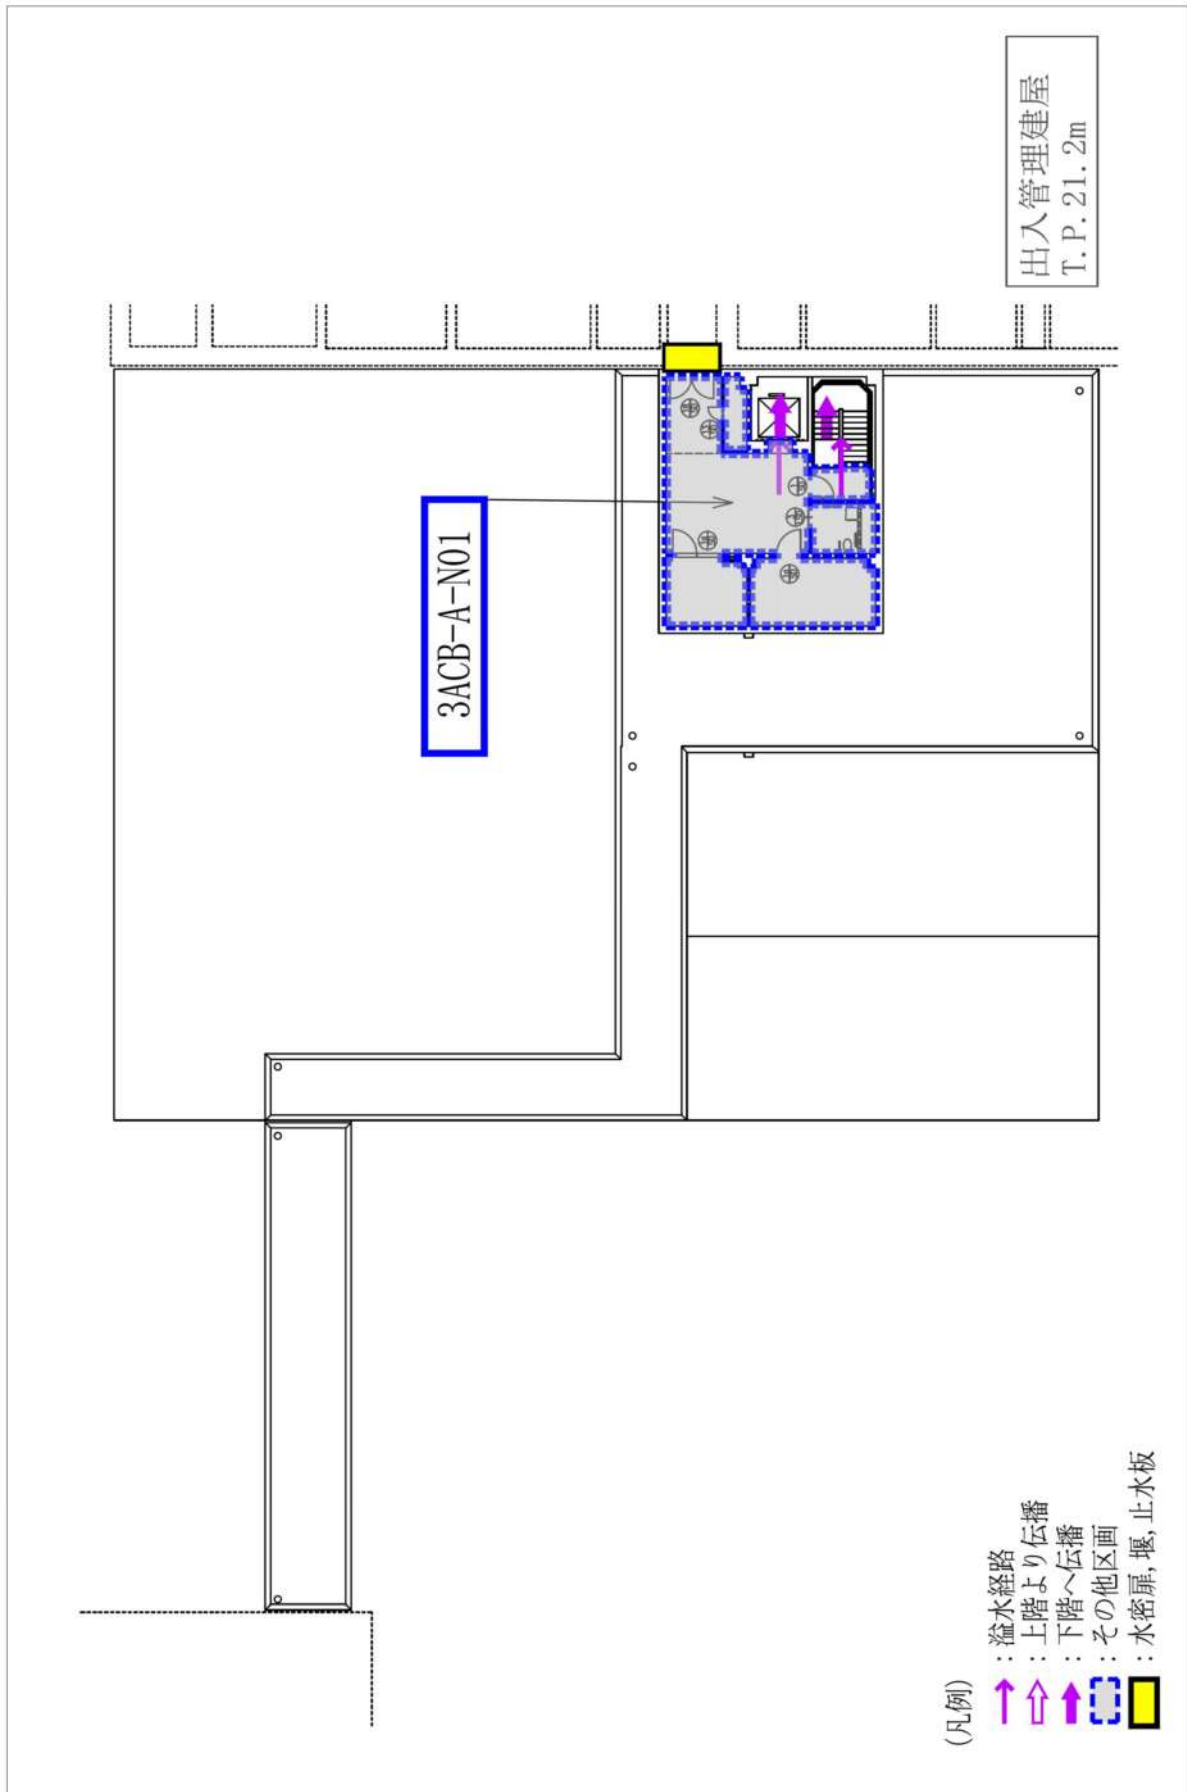 3ACB-A-N01
出入管理建屋
T.P.21.2m
(凡例)
：溢水経路
：上階より伝播
：下階へ伝播
：その他区画
：水密扉,堰,止水板